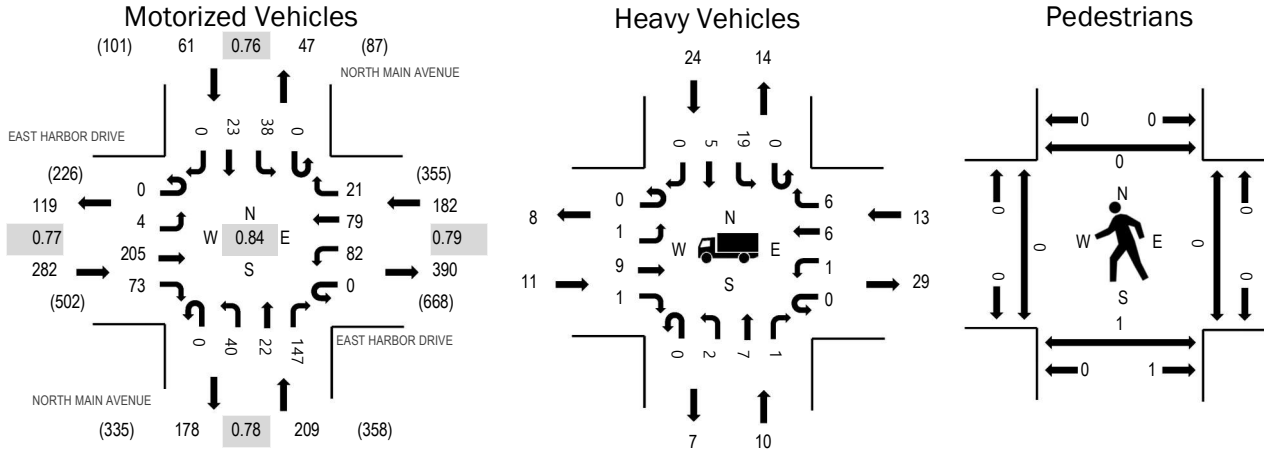 Motorized Vehicles
(101) 61 0.76 47 (87)
NORTH MAIN AVENUE
0 23 38 0
EAST HARBOR DRIVE
(226)
119
0.77
282
(502)
0
4
205
73
N
W 0.84 E
S
21
79
82
0
(355)
182
0.79
390
(668)
0 40 22 147
EAST HARBOR DRIVE
NORTH MAIN AVENUE
(335) 178 0.78 209 (358)
Heavy Vehicles
24 14
0 5 19 0
8
11
0
1
9
1
N
W E
S
6
6
1
0
13
29
0 2 7 1
7 10
Pedestrians
0 0
0
0
0
0
N
W E
S
0
0
0
1
0 1